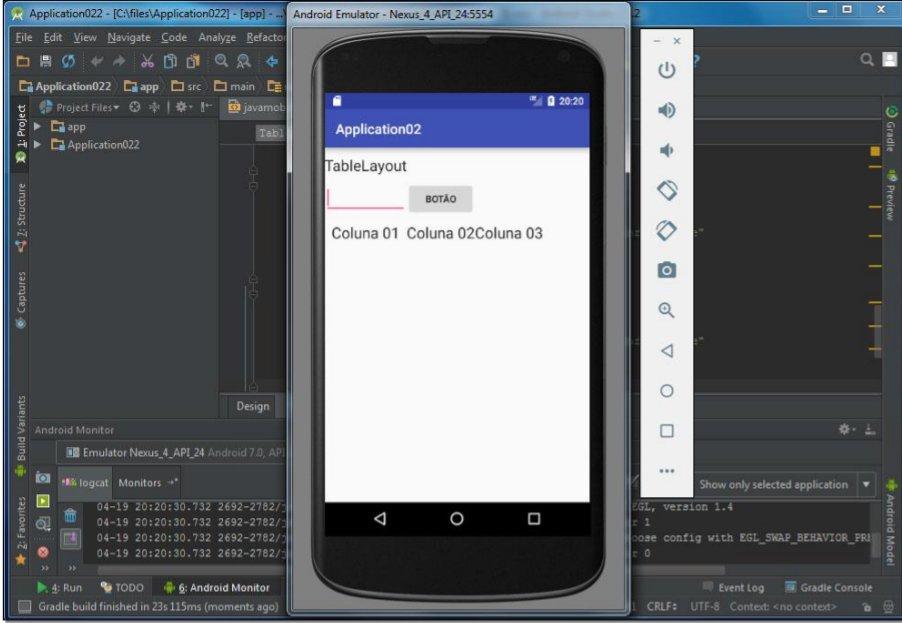 Application022 - [C:\files\Application022] - [app] - ...
Android Emulator - Nexus_4_API_24:5554
File Edit View Navigate Code Analyze Refactor
Application022 app src main
Project Files
javamob
1: Project
app
Application022
Z: Structure
Captures
Build Variants
2: Favorites
Gradle
Preview
Android Model
20:20
Application02
TableLayout
BOTÃO
Coluna 01 Coluna 02Coluna 03
Design
Android Monitor
Emulator Nexus_4_API_24 Android 7.0, API
logcat Monitors
Show only selected application
04-19 20:20:30.732 2692-2782/
EGL, version 1.4
04-19 20:20:30.732 2692-2782/
r 1
04-19 20:20:30.732 2692-2782/
oose config with EGL_SWAP_BEHAVIOR_PRE
04-19 20:20:30.732 2692-2782/
r 0
4: Run TODO 6: Android Monitor
Event Log Gradle Console
Gradle build finished in 23s 115ms (moments ago)
CRLF UTF-8 Context: <no context>